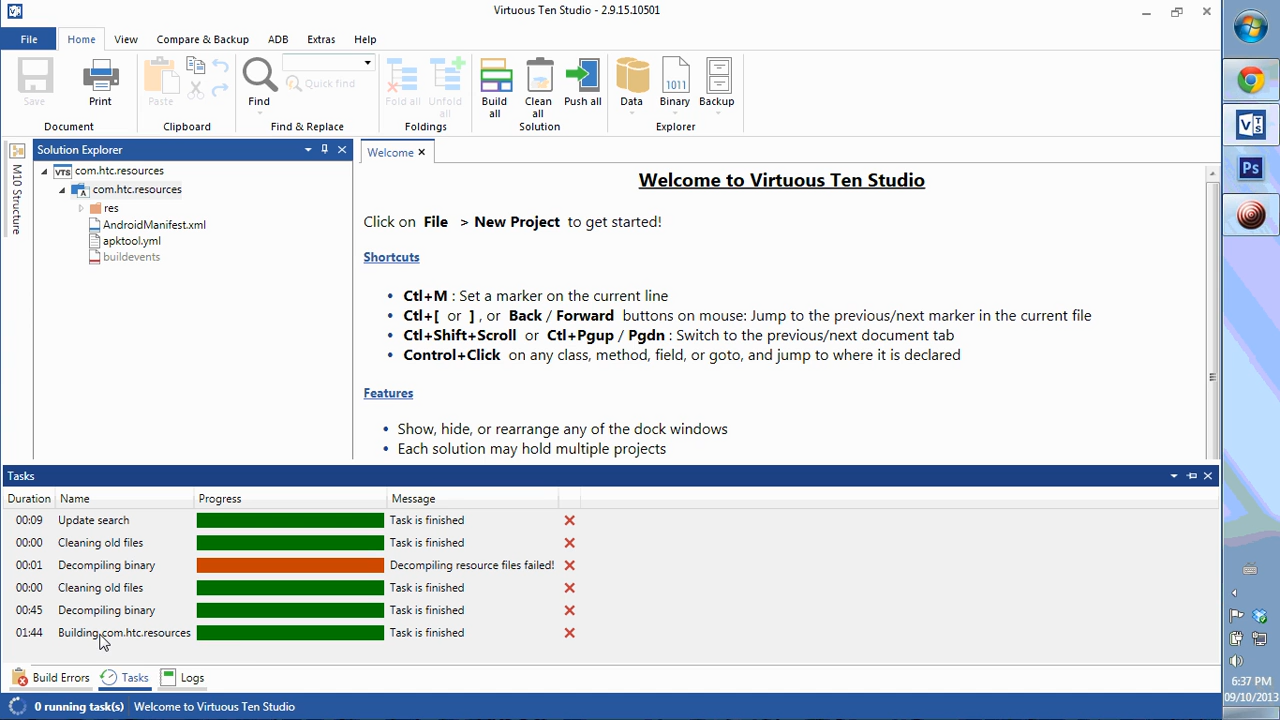 Virtuous Ten Studio - 2.9.15.10501
File Home View Compare & Backup ADB Extras Help
Save Print Paste Find Quick find Fold all Unfold all Build all Clean all Push all Data Binary Backup
1011
Document Clipboard Find & Replace Foldings Solution Explorer
M10 Structure
Solution Explorer
VTS com.htc.resources
com.htc.resources
res
AndroidManifest.xml
apktool.yml
buildevents
Welcome
Welcome to Virtuous Ten Studio
Click on File > New Project to get started!
Shortcuts
• Ctl+M : Set a marker on the current line
• Ctl+[ or ] , or Back / Forward buttons on mouse: Jump to the previous/next marker in the current file
• Ctl+Shift+Scroll or Ctl+Pgup / Pgdn : Switch to the previous/next document tab
• Control+Click on any class, method, field, or goto, and jump to where it is declared
Features
• Show, hide, or rearrange any of the dock windows
• Each solution may hold multiple projects
Tasks
Duration Name Progress Message
00:09 Update search Task is finished
00:00 Cleaning old files Task is finished
00:01 Decompiling binary Decompiling resource files failed!
00:00 Cleaning old files Task is finished
00:45 Decompiling binary Task is finished
01:44 Building com.htc.resources Task is finished
Build Errors Tasks Logs
0 running task(s) Welcome to Virtuous Ten Studio
Ps
6:37 PM
09/10/2013